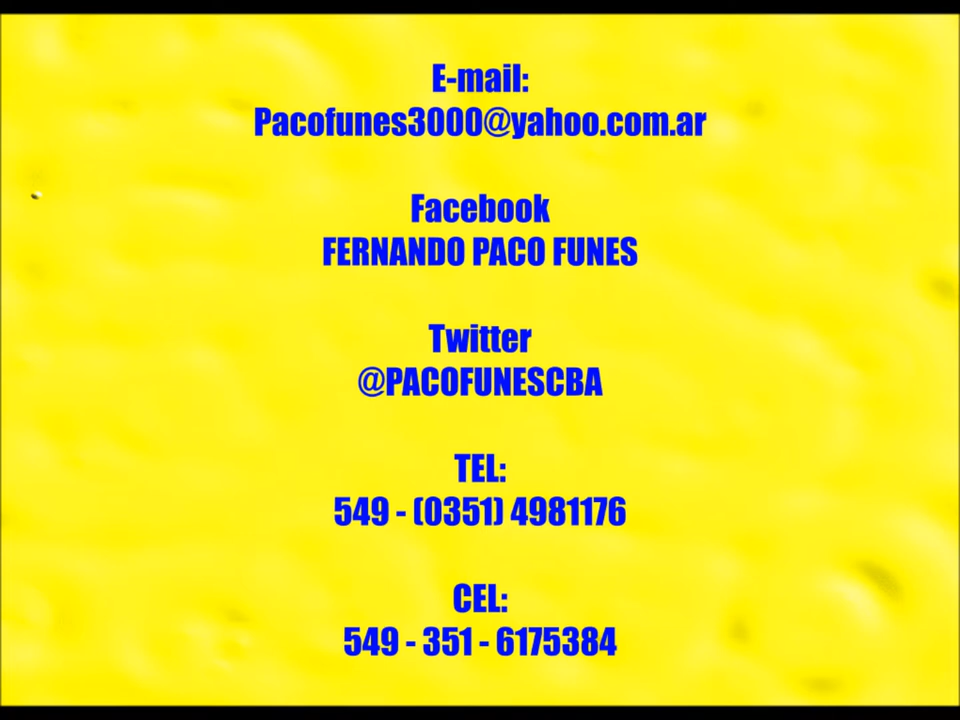 E-mail:
Pacofunes3000@yahoo.com.ar
Facebook
FERNANDO PACO FUNES
Twitter
@PACOFUNESCBA
TEL:
549 - (0351) 4981176
CEL:
549 - 351 - 6175384